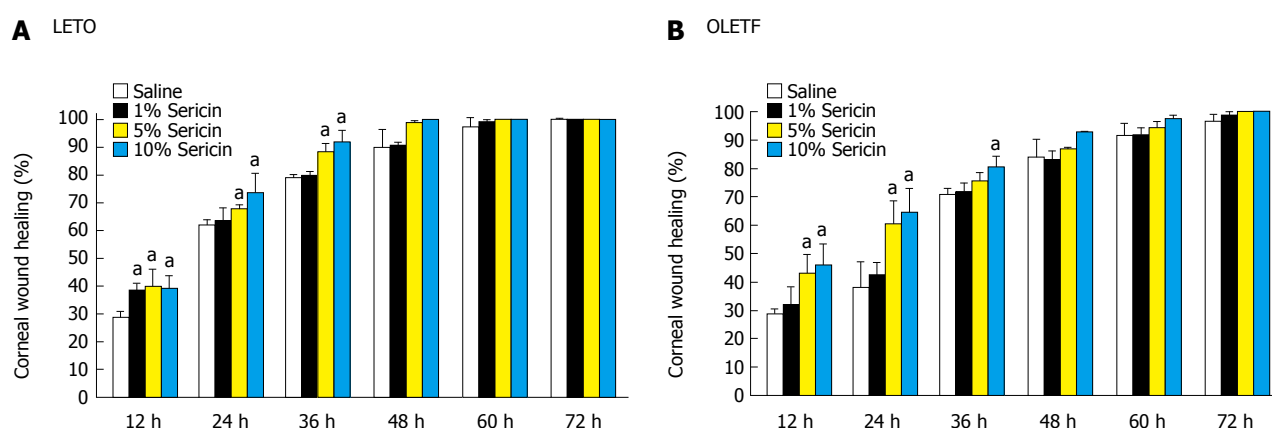 A LETO
Saline
1% Sericin
5% Sericin
10% Sericin
Corneal wound healing (%)
100
90
80
70
60
50
40
30
20
10
0
a a a
a a
a a
12 h 24 h 36 h 48 h 60 h 72 h
B OLETF
Saline
1% Sericin
5% Sericin
10% Sericin
Corneal wound healing (%)
100
90
80
70
60
50
40
30
20
10
0
a a
a a
a
12 h 24 h 36 h 48 h 60 h 72 h